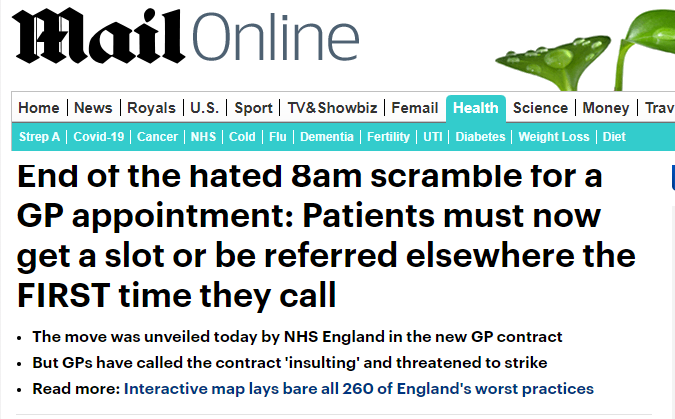 Mail Online
Home News Royals U.S. Sport TV&Showbiz Femail Health Science Money Trav
Strep A Covid-19 Cancer NHS Cold Flu Dementia Fertility UTI Diabetes Weight Loss Diet
End of the hated 8am scramble for a
GP appointment: Patients must now
get a slot or be referred elsewhere the
FIRST time they call
• The move was unveiled today by NHS England in the new GP contract
• But GPs have called the contract 'insulting' and threatened to strike
• Read more: Interactive map lays bare all 260 of England's worst practices